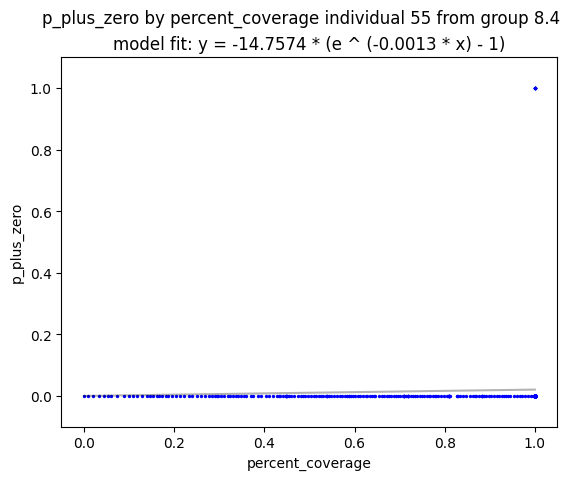 p_plus_zero by percent_coverage individual 55 from group 8.4
model fit: y = -14.7574 * (e ^ (-0.0013 * x) - 1)
1.0
0.8
0.6
0.4
0.2
0.0
p_plus_zero
0.0 0.2 0.4 0.6 0.8 1.0
percent_coverage